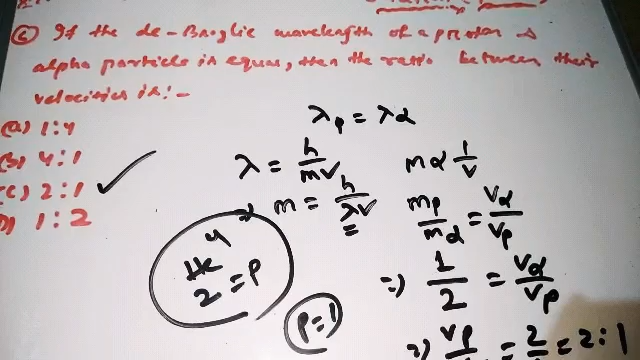 (c) If the de-Broglie wavelength of a proton &
alpha particle is equal, then the ratio between their
velocities is:-
(a) 1:4
(b) 4:1
(c) 2:1 ✓
(d) 1:2
λp = λα
λ = h/mv
m α 1/v
⇒ m = h/λv
mp/mα = vα/vp
He 4 2 = P
P = 1
⇒ 1/2 = vα/vp
⇒ vp/ = 2/ = 2:1